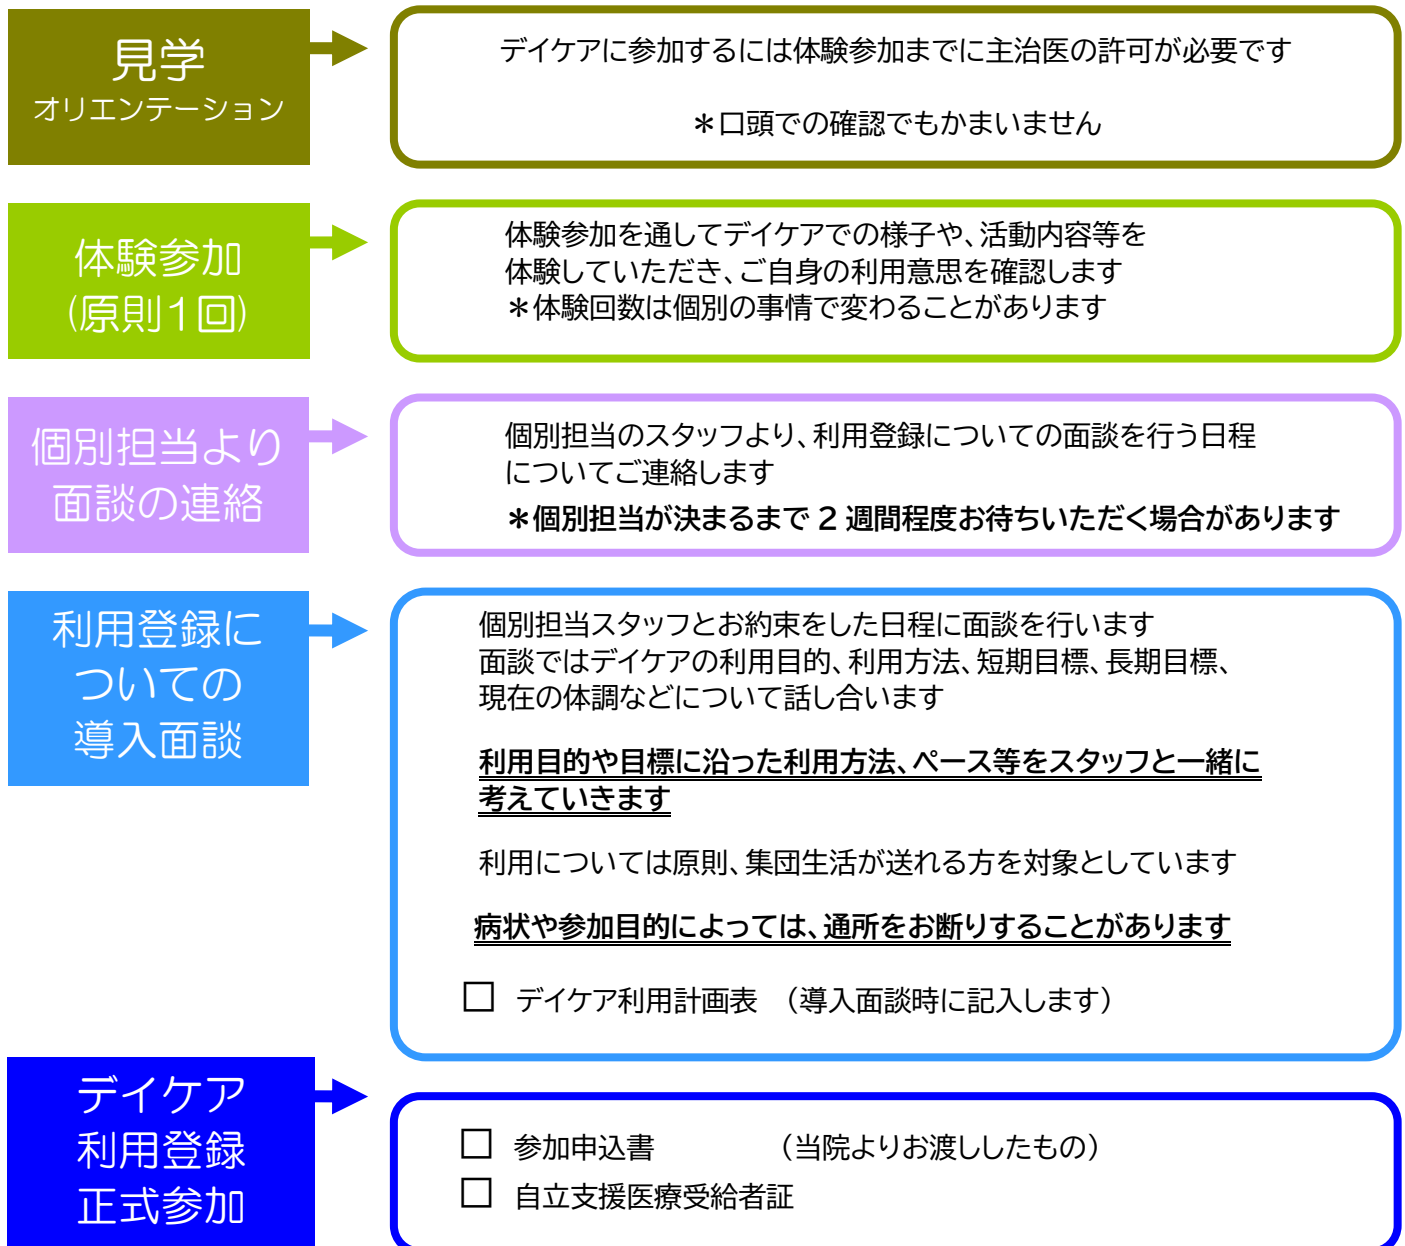 見学
オリエンテーション
デイケアに参加するには体験参加までに主治医の許可が必要です
＊口頭での確認でもかまいません
体験参加
(原則１回)
体験参加を通してデイケアでの様子や、活動内容等を
体験していただき、ご自身の利用意思を確認します
＊体験回数は個別の事情で変わることがあります
個別担当より
面談の連絡
個別担当のスタッフより、利用登録についての面談を行う日程
についてご連絡します
＊個別担当が決まるまで 2 週間程度お待ちいただく場合があります
利用登録に
ついての
導入面談
個別担当スタッフとお約束をした日程に面談を行います
面談ではデイケアの利用目的、利用方法、短期目標、長期目標、
現在の体調などについて話し合います
利用目的や目標に沿った利用方法、ペース等をスタッフと一緒に
考えていきます
利用については原則、集団生活が送れる方を対象としています
病状や参加目的によっては、通所をお断りすることがあります
□ デイケア利用計画表 （導入面談時に記入します）
デイケア
利用登録
正式参加
□ 参加申込書 （当院よりお渡ししたもの）
□ 自立支援医療受給者証